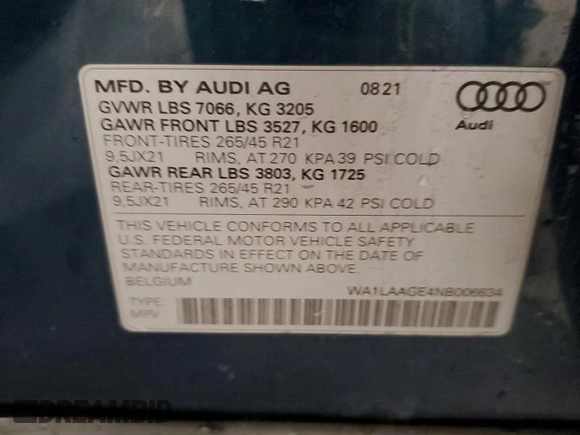 MFD. BY AUDI AG 08 21
GVWR LBS 7066, KG 3205
GAWR FRONT LBS 3527, KG 1600
FRONT-TIRES 265/45 R21
9,5JX21 RIMS, AT 270 KPA 39 PSI COLD
GAWR REAR LBS 3803, KG 1725
REAR-TIRES 265/45 R21
9,5JX21 RIMS, AT 290 KPA 42 PSI COLD
Audi
THIS VEHICLE CONFORMS TO ALL APPLICABLE
U.S. FEDERAL MOTOR VEHICLE SAFETY
STANDARDS IN EFFECT ON THE DATE OF
MANUFACTURE SHOWN ABOVE.
BELGIUM
WA1LAAGE4NB006634
TYPE:
MPV
DREAMBID